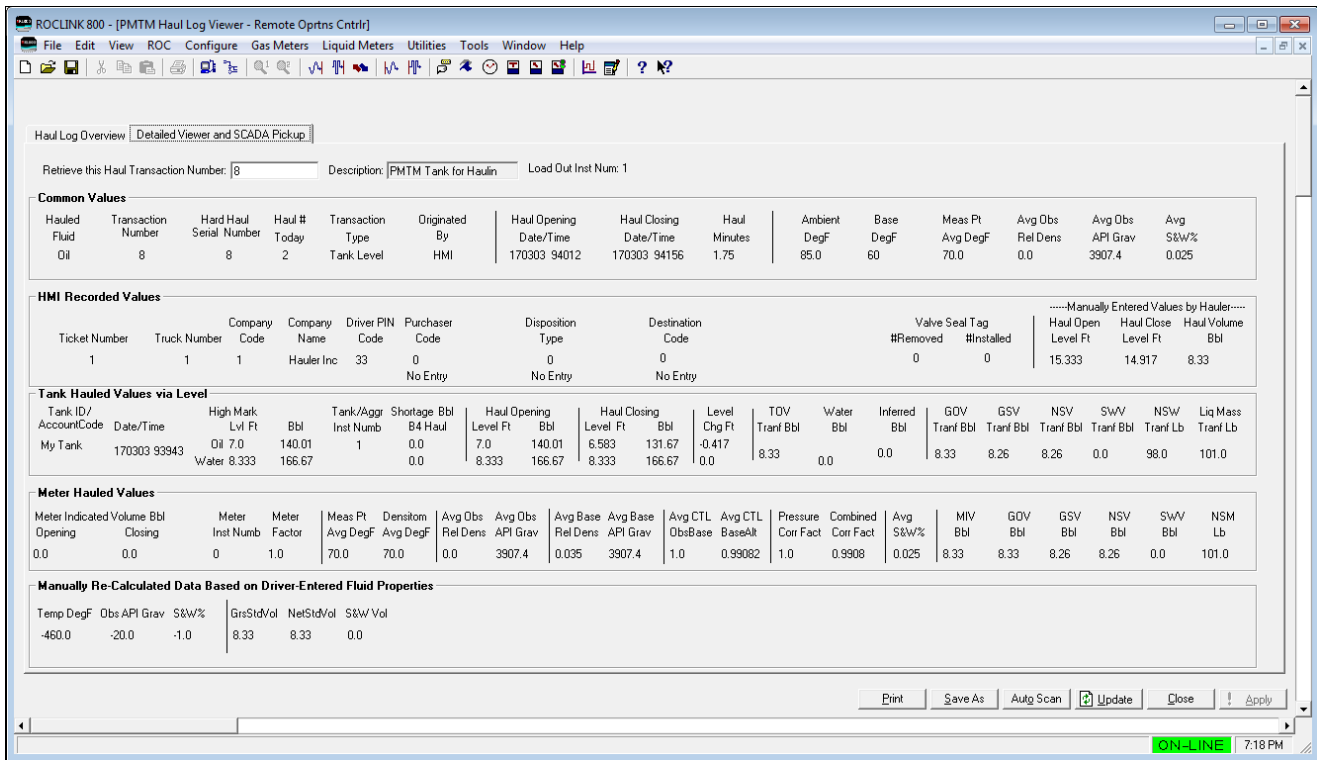 ROCLINK 800 - [PMTM Haul Log Viewer - Remote Oprtns Cntrlr]
File Edit View ROC Configure Gas Meters Liquid Meters Utilities Tools Window Help
Haul Log Overview Detailed Viewer and SCADA Pickup
Retrieve this Haul Transaction Number: 8 Description: PMTM Tank for Haulin Load Out Inst Num: 1
Common Values
Hauled Transaction Hard Haul Haul # Transaction Originated Haul Opening Haul Closing Haul Ambient Base Meas Pt Avg Obs Avg Obs Avg
Fluid Number Serial Number Today Type By Date/Time Date/Time Minutes DegF DegF Avg DegF Rel Dens API Grav S&W%
Oil 8 8 2 Tank Level HMI 170303 94012 170303 94156 1.75 85.0 60 70.0 0.0 3907.4 0.025
HMI Recorded Values
------Manually Entered Values by Hauler-----
Company Company Driver PIN Purchaser Disposition Destination Valve Seal Tag Haul Open Haul Close Haul Volume
Ticket Number Truck Number Code Name Code Code Type Code #Removed #Installed Level Ft Level Ft Bbl
1 1 1 Hauler Inc 33 0 0 0 0 0 15.333 14.917 8.33
No Entry No Entry No Entry
Tank Hauled Values via Level
Tank ID/ High Mark Tank/Aggr Shortage Bbl Haul Opening Haul Closing Level TOV Water Inferred GOV GSV NSV SWV NSW Liq Mass
AccountCode Date/Time Lvl Ft Bbl Inst Numb B4 Haul Level Ft Bbl Level Ft Bbl Chg Ft Tranf Bbl Bbl Bbl Tranf Bbl Tranf Bbl Tranf Bbl Tranf Bbl Tranf Lb Tranf Lb
My Tank 170303 93943 Oil 7.0 140.01 1 0.0 7.0 140.01 6.583 131.67 -0.417 8.33 0.0 8.33 8.26 8.26 0.0 98.0 101.0
Water 8.333 166.67 0.0 8.333 166.67 8.333 166.67 0.0 0.0
Meter Hauled Values
Meter Indicated Volume Bbl Meter Meter Meas Pt Densitom Avg Obs Avg Obs Avg Base Avg Base Avg CTL Avg CTL Pressure Combined Avg MIV GOV GSV NSV SWV NSM
Opening Closing Inst Numb Factor Avg DegF Avg DegF Rel Dens API Grav Rel Dens API Grav ObsBase BaseAlt Corr Fact Corr Fact S&W% Bbl Bbl Bbl Bbl Bbl Lb
0.0 0.0 0 1.0 70.0 70.0 0.0 3907.4 0.035 3907.4 1.0 0.99082 1.0 0.9908 0.025 8.33 8.33 8.26 8.26 0.0 101.0
Manually Re-Calculated Data Based on Driver-Entered Fluid Properties
Temp DegF Obs API Grav S&W% GrsStdVol NetStdVol S&W Vol
-460.0 -20.0 -1.0 8.33 8.33 0.0
Print Save As Auto Scan Update Close ! Apply
ON-LINE 7:18 PM